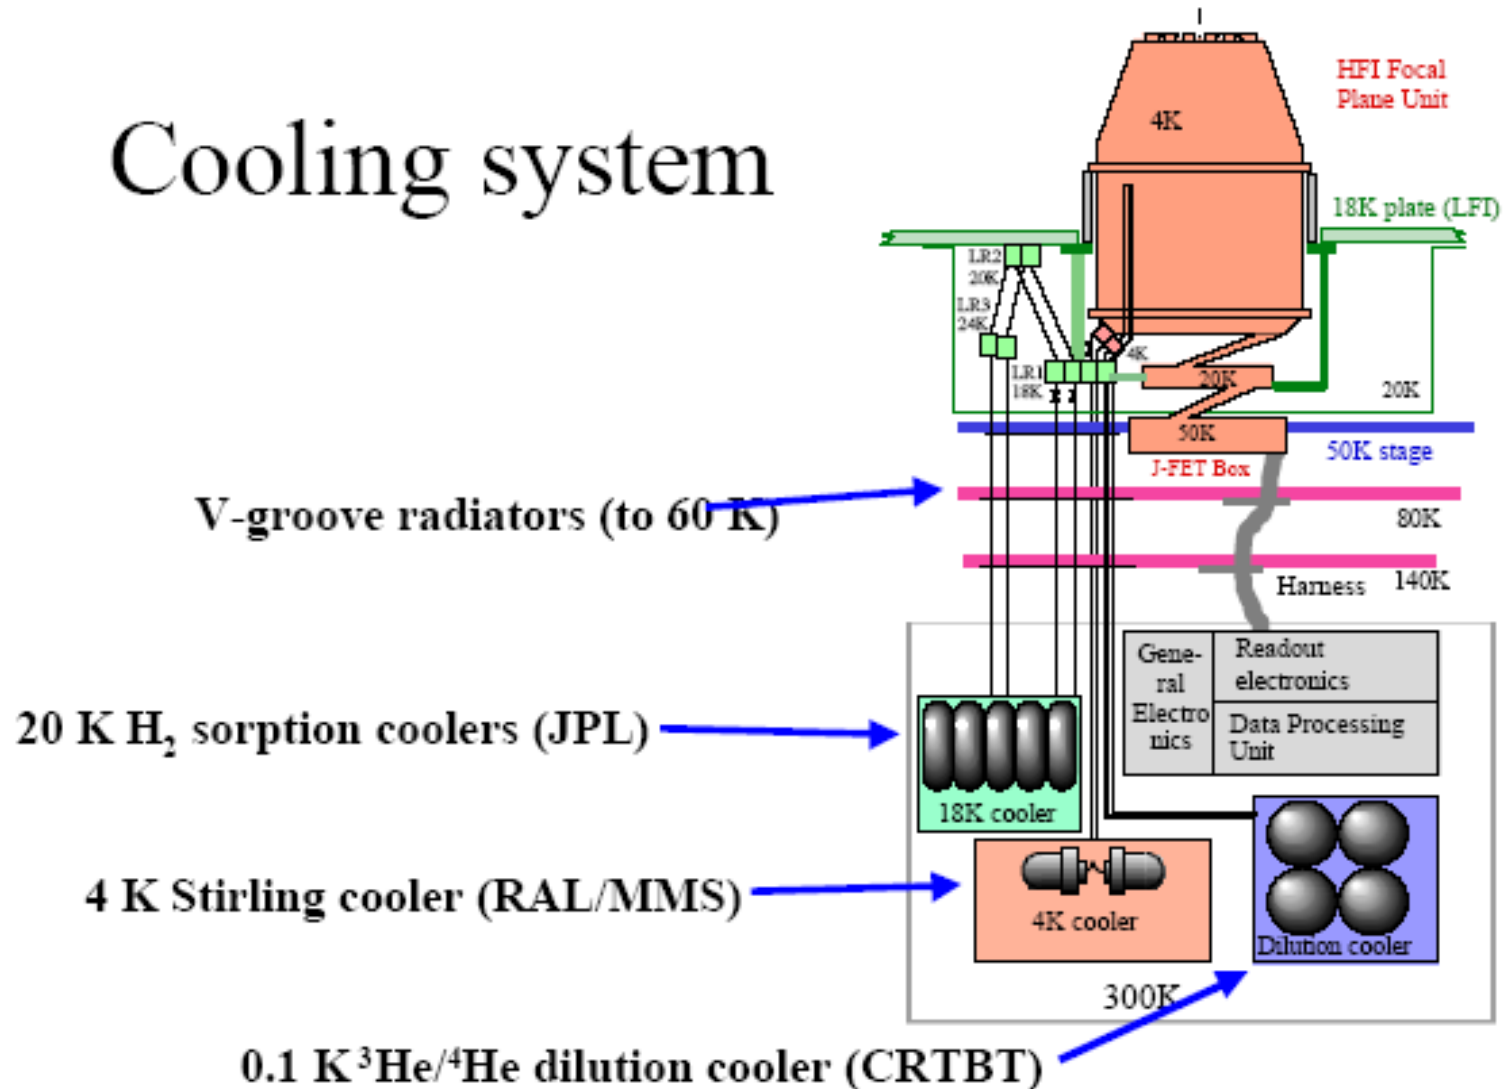 Cooling system
HFI Focal
Plane Unit
4K
18K plate (LFI)
LR2
20K
LR3
24K
LR1
18K
4K
20K
20K
50K
50K stage
J-FET Box
V-groove radiators (to 60 K)
80K
140K
Harness
Gene-
ral
Electro
nics
Readout
electronics
Data Processing
Unit
20 K H₂ sorption coolers (JPL)
18K cooler
4 K Stirling cooler (RAL/MMS)
4K cooler
Dilution cooler
300K
0.1 K ³He/⁴He dilution cooler (CRTBT)